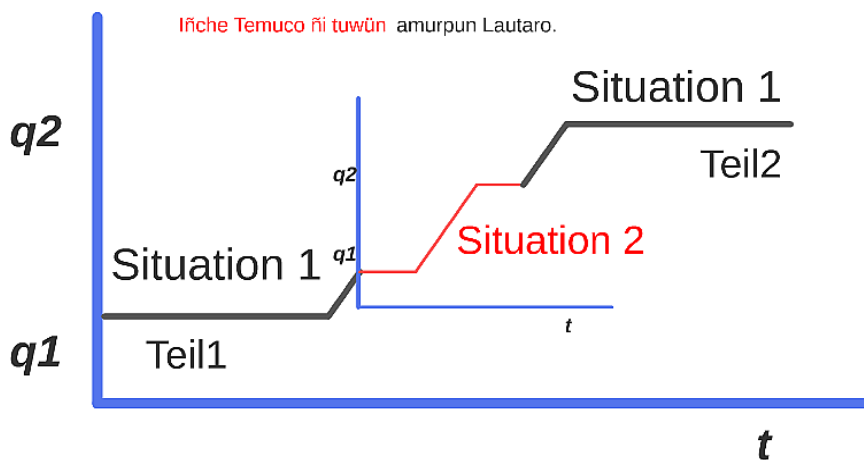 Iñche Temuco ñi tuwün amurpun Lautaro.
Situation 1
q2
Teil2
q2
Situation 2
Situation 1
q1
t
q1
Teil1
t